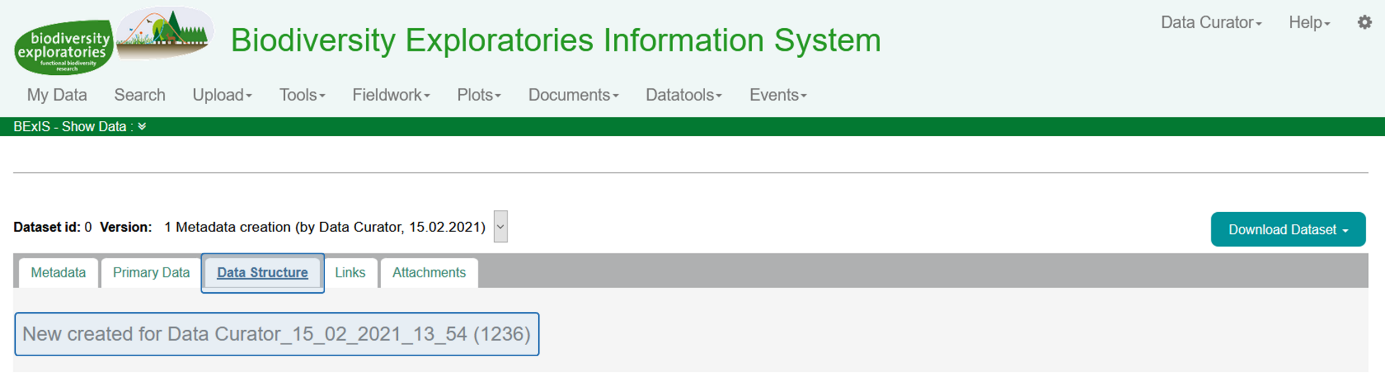 biodiversity
exploratories
functional biodiversity
research
Biodiversity Exploratories Information System
Data Curator
Help
My Data Search Upload Tools Fieldwork Plots Documents Datatools Events
BExIS - Show Data :
Dataset id: 0 Version: 1 Metadata creation (by Data Curator, 15.02.2021)
Download Dataset
Metadata Primary Data Data Structure Links Attachments
New created for Data Curator_15_02_2021_13_54 (1236)